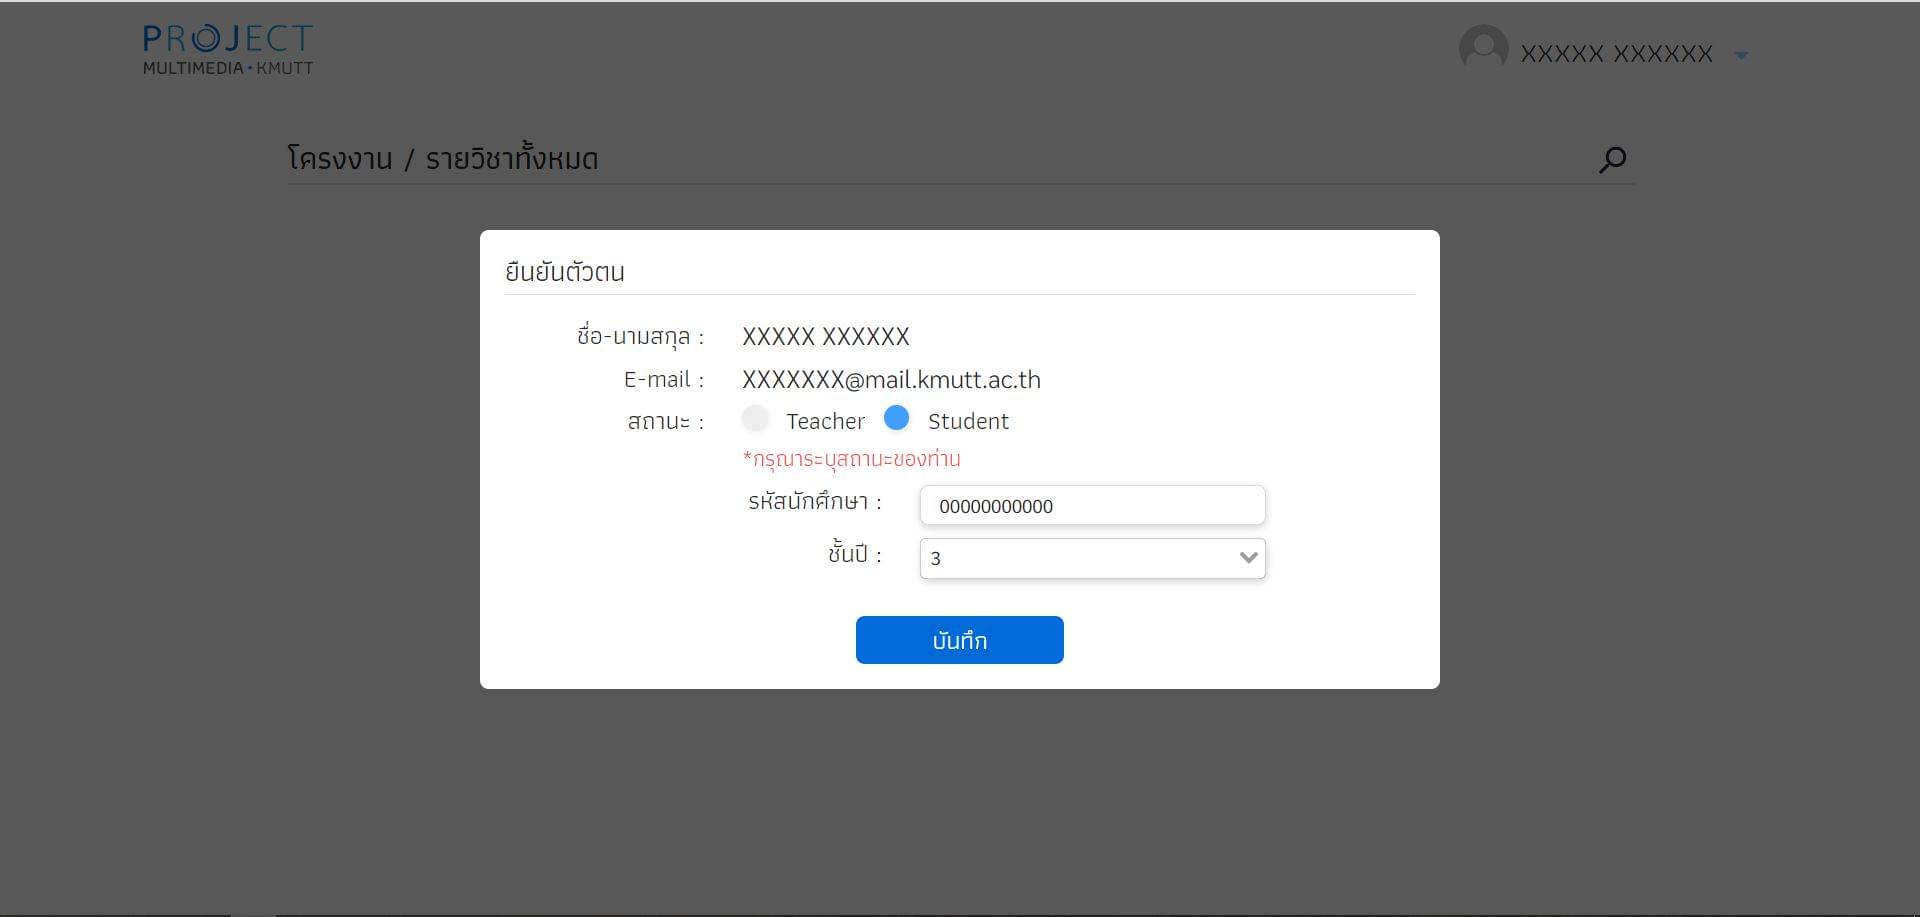 PROJECT
MULTIMEDIA • KMUTT
XXXXX XXXXXX
โครงงาน / รายวิชาทั้งหมด
ยืนยันตัวตน
ชื่อ-นามสกุล : XXXXX XXXXXX
E-mail : XXXXXXX@mail.kmutt.ac.th
สถานะ : Teacher Student
*กรุณาระบุสถานะของท่าน
รหัสนักศึกษา : 00000000000
ชั้นปี : 3
บันทึก